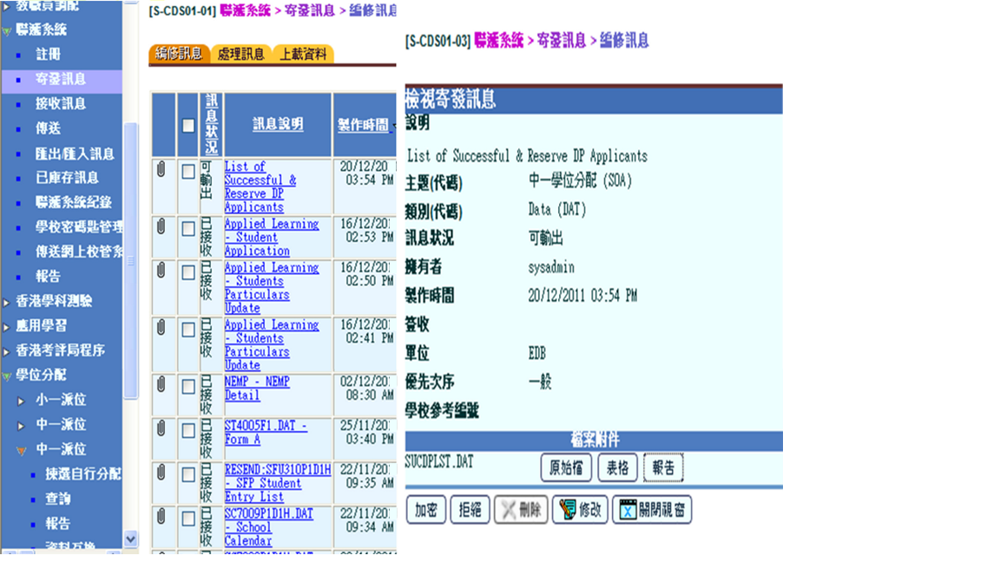 教職員調配
聯遞系統
註冊
寄發訊息
接收訊息
傳送
匯出/匯入訊息
已庫存訊息
聯遞系統紀錄
學校密碼匙管理
傳送網上校管系
報告
香港學科測驗
應用學習
香港考評局程序
學位分配
小一派位
中一派位
中一派位
揀選自行分配
查詢
報告
資料互換
[S-CDS01-01] 聯遞系統 > 寄發訊息 > 編修訊息
編修訊息 處理訊息 上載資料
訊息狀況 訊息說明 製作時間
可輸出 List of Successful & Reserve DP Applicants 20/12/20 03:54 PM
已接收 Applied Learning - Student Application 16/12/20 02:53 PM
已接收 Applied Learning - Students Particulars Update 16/12/20 02:50 PM
已接收 Applied Learning - Students Particulars Update 16/12/20 02:41 PM
已接收 NEMP - NEMP Detail 02/12/20 08:30 AM
已接收 ST4005F1.DAT - Form A 25/11/20 03:40 PM
已接收 RESEND:SFU310P1D1H - SFP Student Entry List 22/11/20 09:35 AM
已接收 SC7009P1D1H.DAT - School Calendar 22/11/20 09:34 AM
[S-CDS01-03] 聯遞系統 > 寄發訊息 > 編修訊息
檢視寄發訊息
說明
List of Successful & Reserve DP Applicants
主題(代碼) 中一學位分配 (SOA)
類別(代碼) Data (DAT)
訊息狀況 可輸出
擁有者 sysadmin
製作時間 20/12/2011 03:54 PM
簽收
單位 EDB
優先次序 一般
學校參考編號
檔案附件
SUCDPLST.DAT 原始檔 表格 報告
加密 拒絕 刪除 修改 關閉視窗